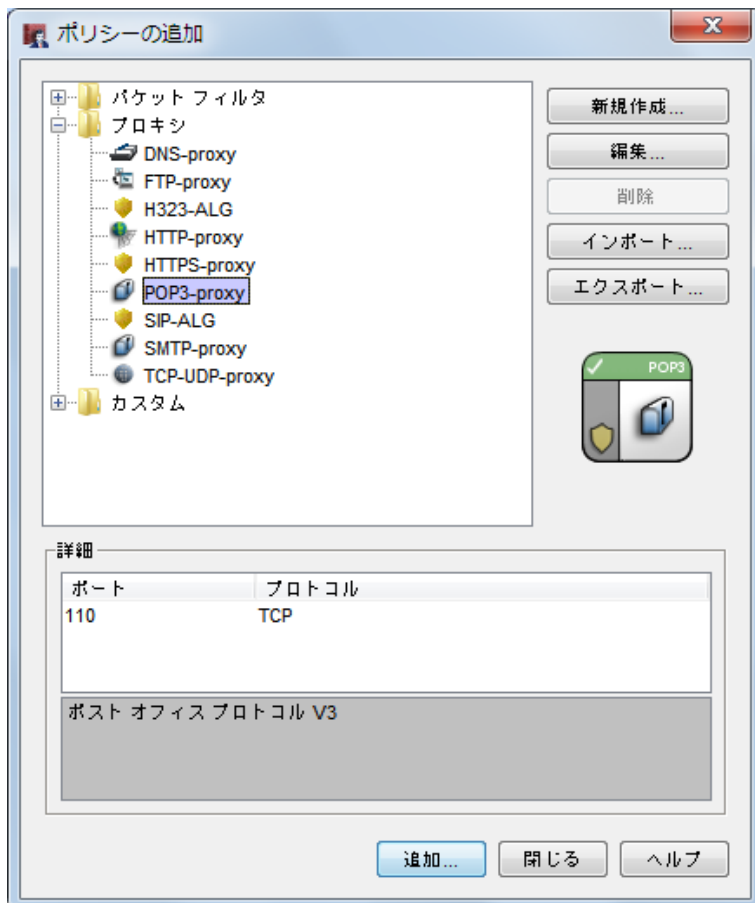 ポリシーの追加
パケット フィルタ
プロキシ
DNS-proxy
FTP-proxy
H323-ALG
HTTP-proxy
HTTPS-proxy
POP3-proxy
SIP-ALG
SMTP-proxy
TCP-UDP-proxy
カスタム
新規作成...
編集...
削除
インポート...
エクスポート...
POP3
詳細
ポート プロトコル
110 TCP
ポスト オフィス プロトコル V3
追加... 閉じる ヘルプ